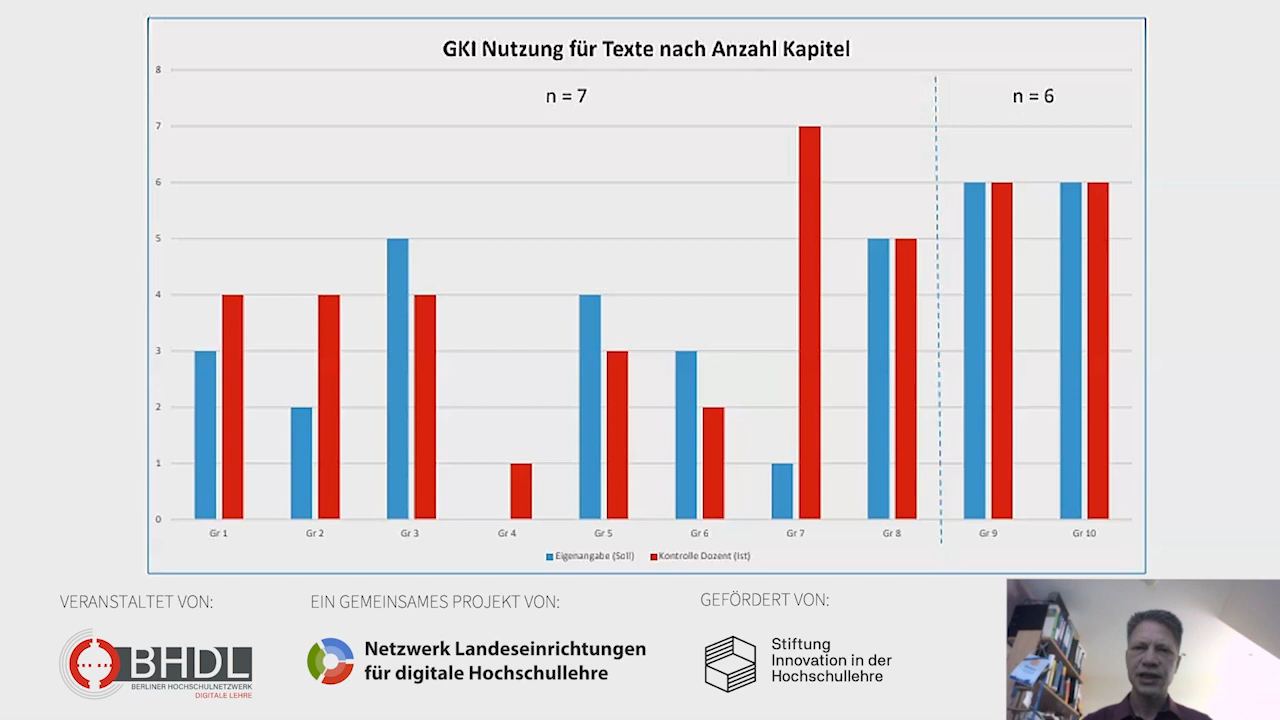 GKI Nutzung für Texte nach Anzahl Kapitel
8
n = 7
n = 6
7
6
5
4
3
2
1
0
Gr 1
Gr 2
Gr 3
Gr 4
Gr 5
Gr 6
Gr 7
Gr 8
Gr 9
Gr 10
Eigenangabe (Soll)
Kontrolle Dozent (Ist)
VERANSTALTET VON:
EIN GEMEINSAMES PROJEKT VON:
GEFÖRDERT VON:
BHDL
BERLINER HOCHSCHULNETZWERK
DIGITALE LEHRE
Netzwerk Landeseinrichtungen
für digitale Hochschullehre
Stiftung
Innovation in der
Hochschullehre